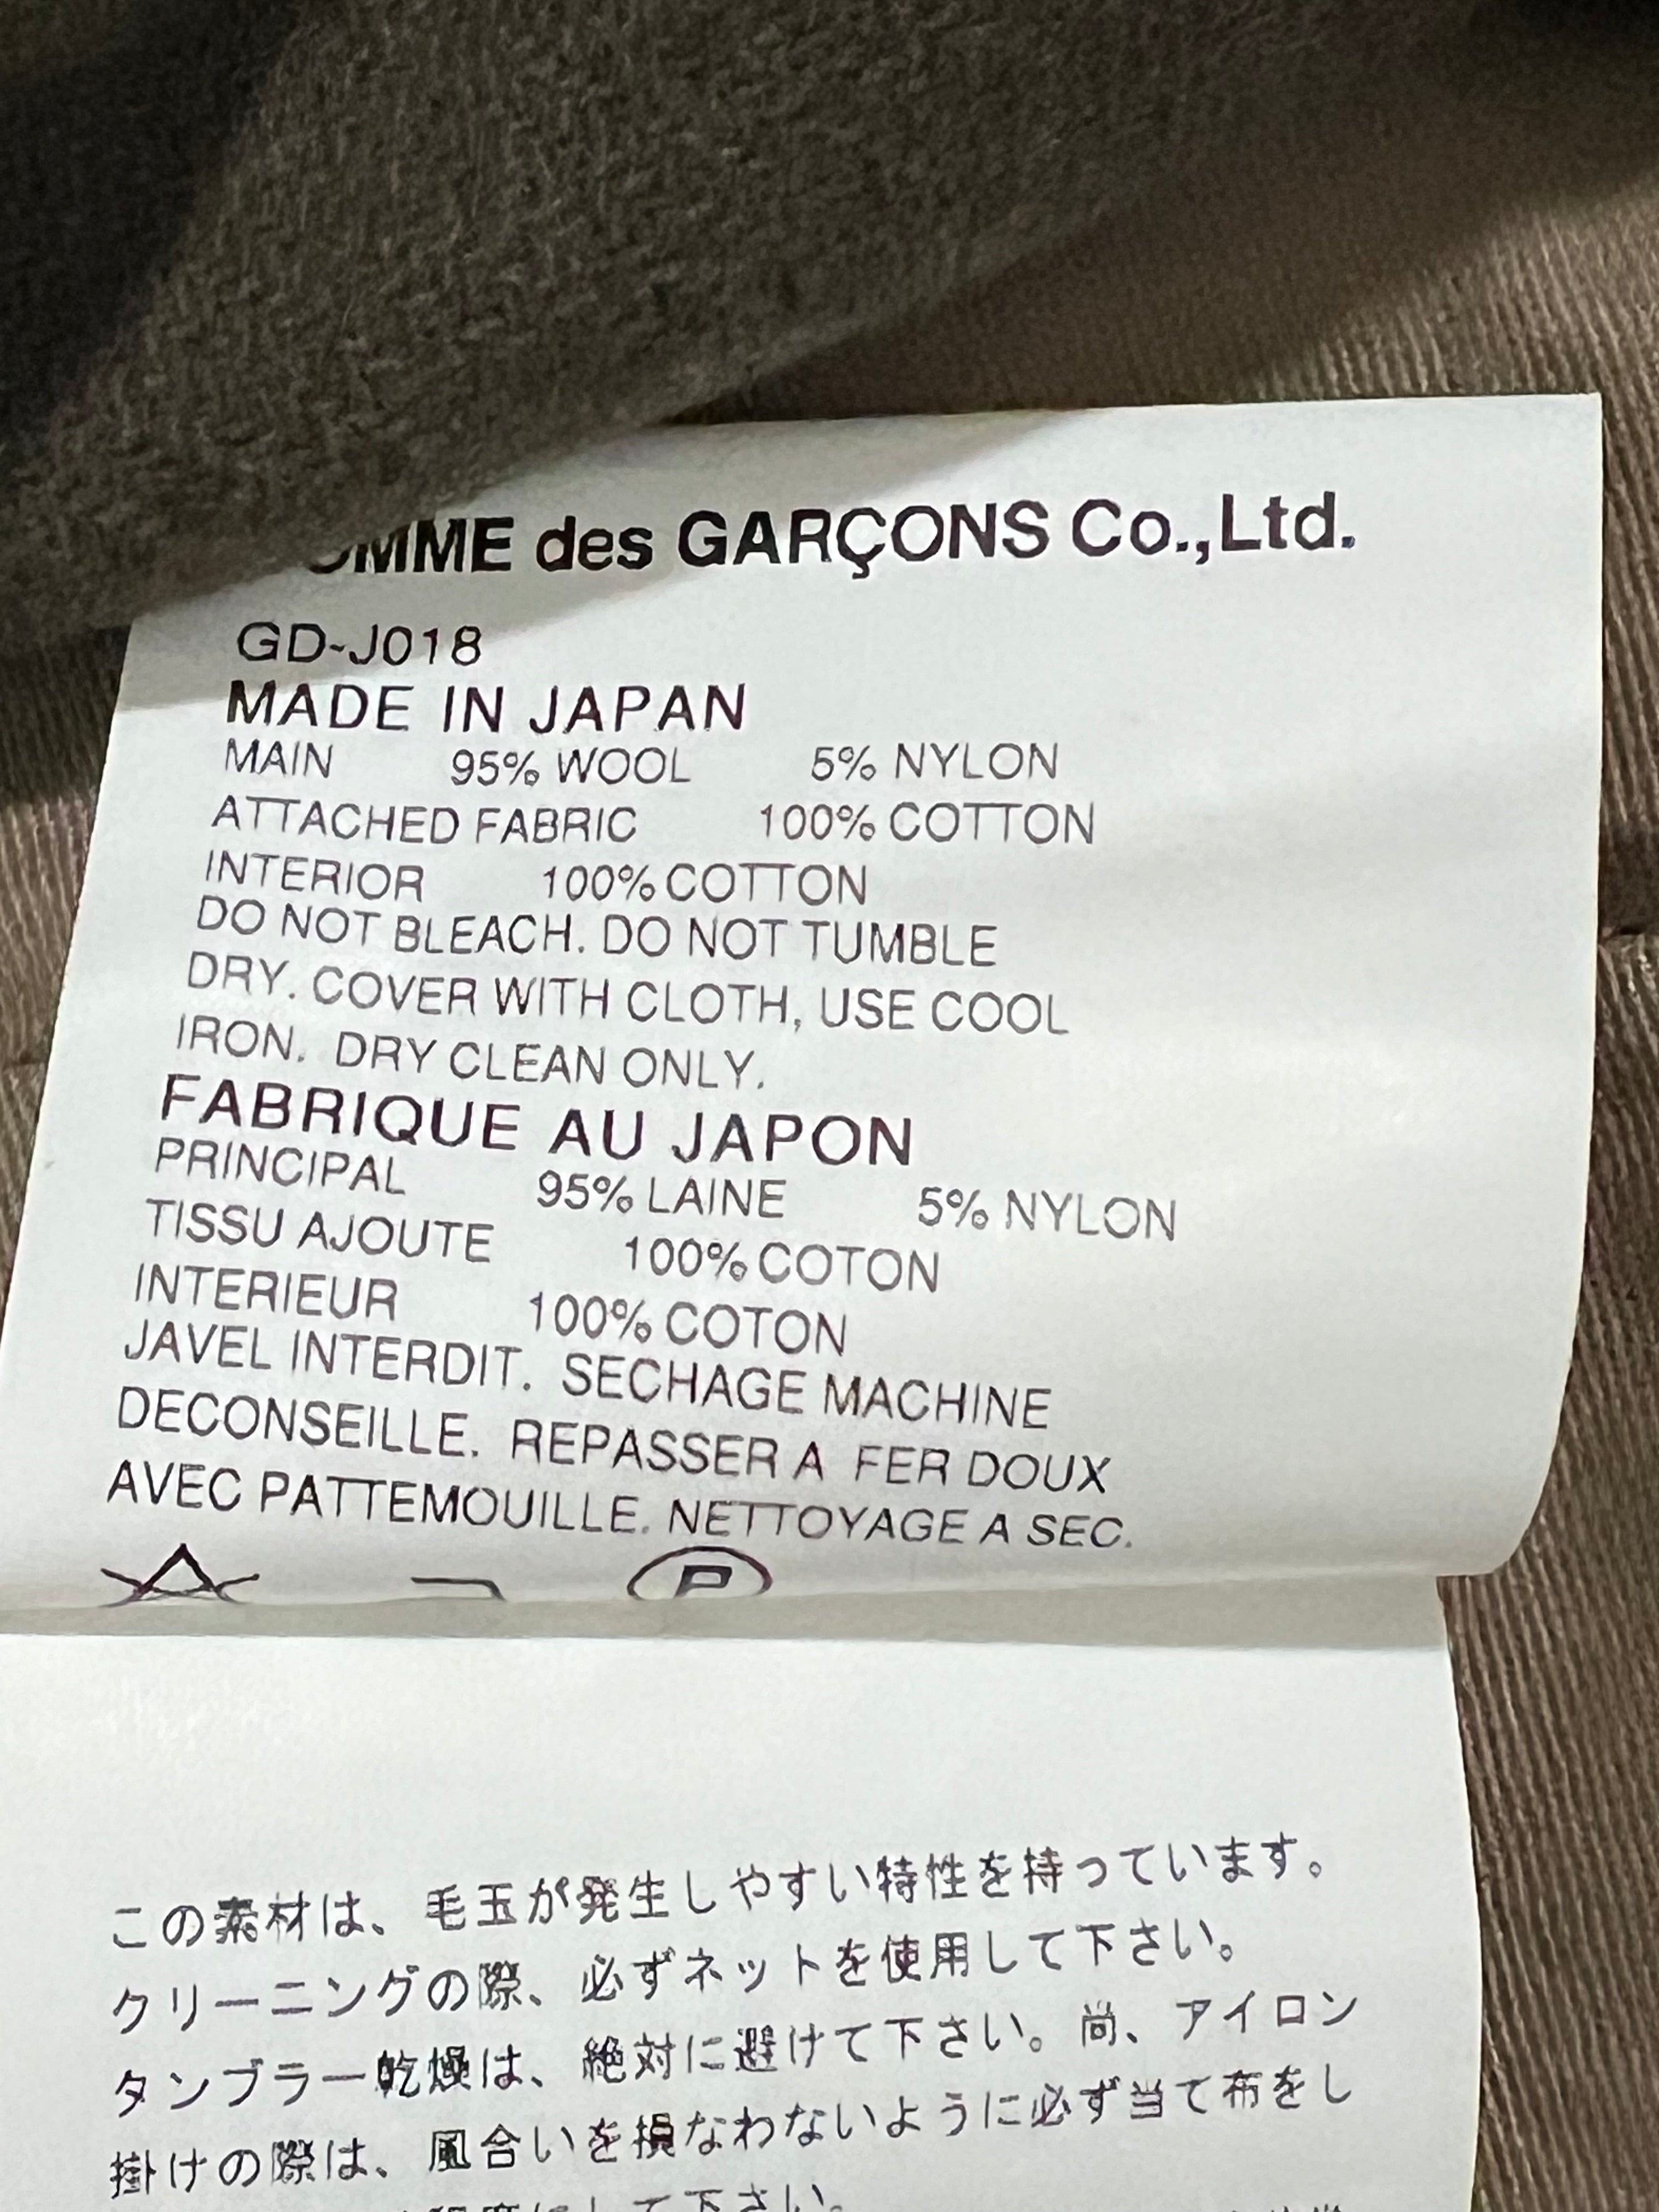 OMME des GARÇONS Co.,Ltd.
GD-J018
MADE IN JAPAN
MAIN 95% WOOL 5% NYLON
ATTACHED FABRIC 100% COTTON
INTERIOR 100% COTTON
DO NOT BLEACH. DO NOT TUMBLE
DRY. COVER WITH CLOTH, USE COOL
IRON. DRY CLEAN ONLY.
FABRIQUE AU JAPON
PRINCIPAL 95% LAINE 5% NYLON
TISSU AJOUTE 100% COTON
INTERIEUR 100% COTON
JAVEL INTERDIT. SECHAGE MACHINE
DECONSEILLE. REPASSER A FER DOUX
AVEC PATTEMOUILLE. NETTOYAGE A SEC.
P
この素材は、毛玉が発生しやすい特性を持っています。
クリーニングの際、必ずネットを使用して下さい。
タンブラー乾燥は、絶対に避けて下さい。尚、アイロン
掛けの際は、風合いを損なわないように必ず当て布をし
にして下さい。